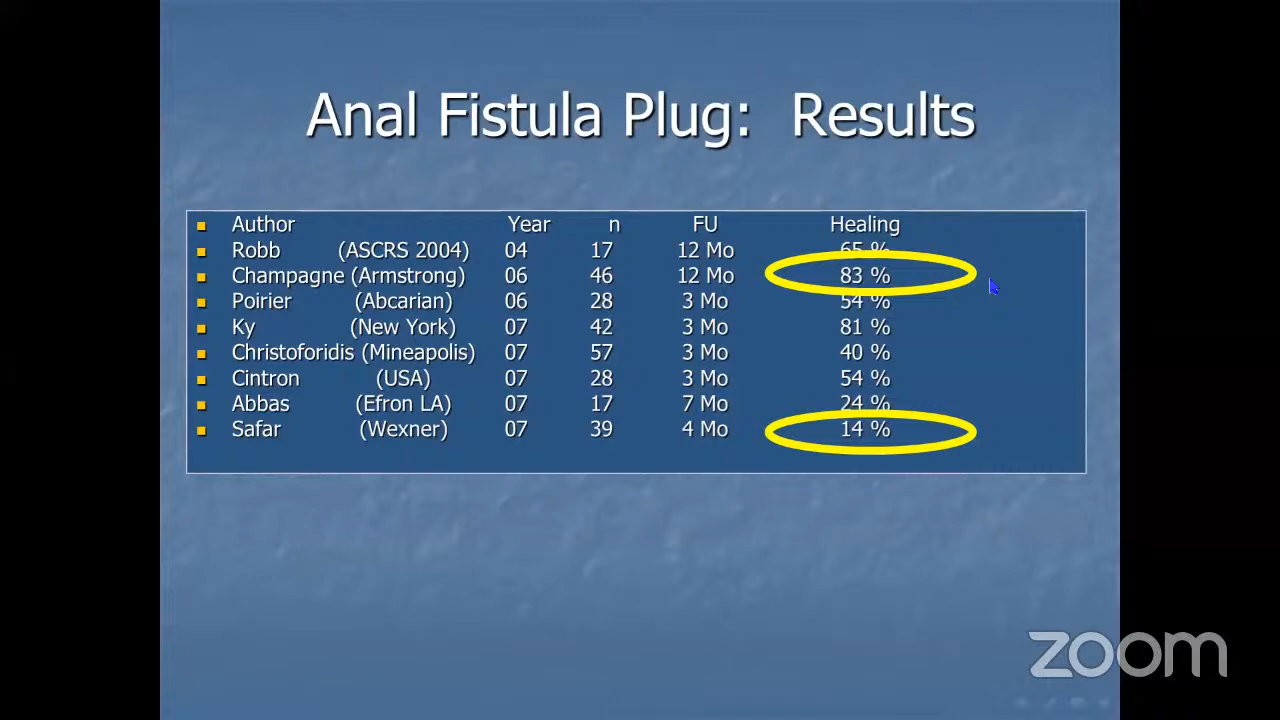 Anal Fistula Plug: Results
Author Year n FU Healing
Robb (ASCRS 2004) 04 17 12 Mo 65 %
Champagne (Armstrong) 06 46 12 Mo 83 %
Poirier (Abcarian) 06 28 3 Mo 54 %
Ky (New York) 07 42 3 Mo 81 %
Christoforidis (Mineapolis) 07 57 3 Mo 40 %
Cintron (USA) 07 28 3 Mo 54 %
Abbas (Efron LA) 07 17 7 Mo 24 %
Safar (Wexner) 07 39 4 Mo 14 %
zoom